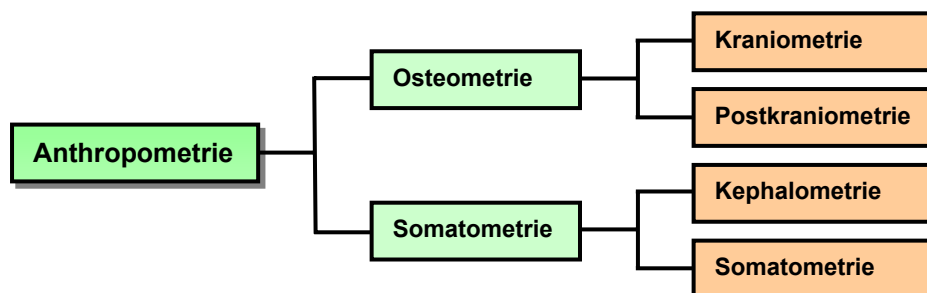 Kraniometrie
Osteometrie
Postkraniometrie
Anthropometrie
Kephalometrie
Somatometrie
Somatometrie